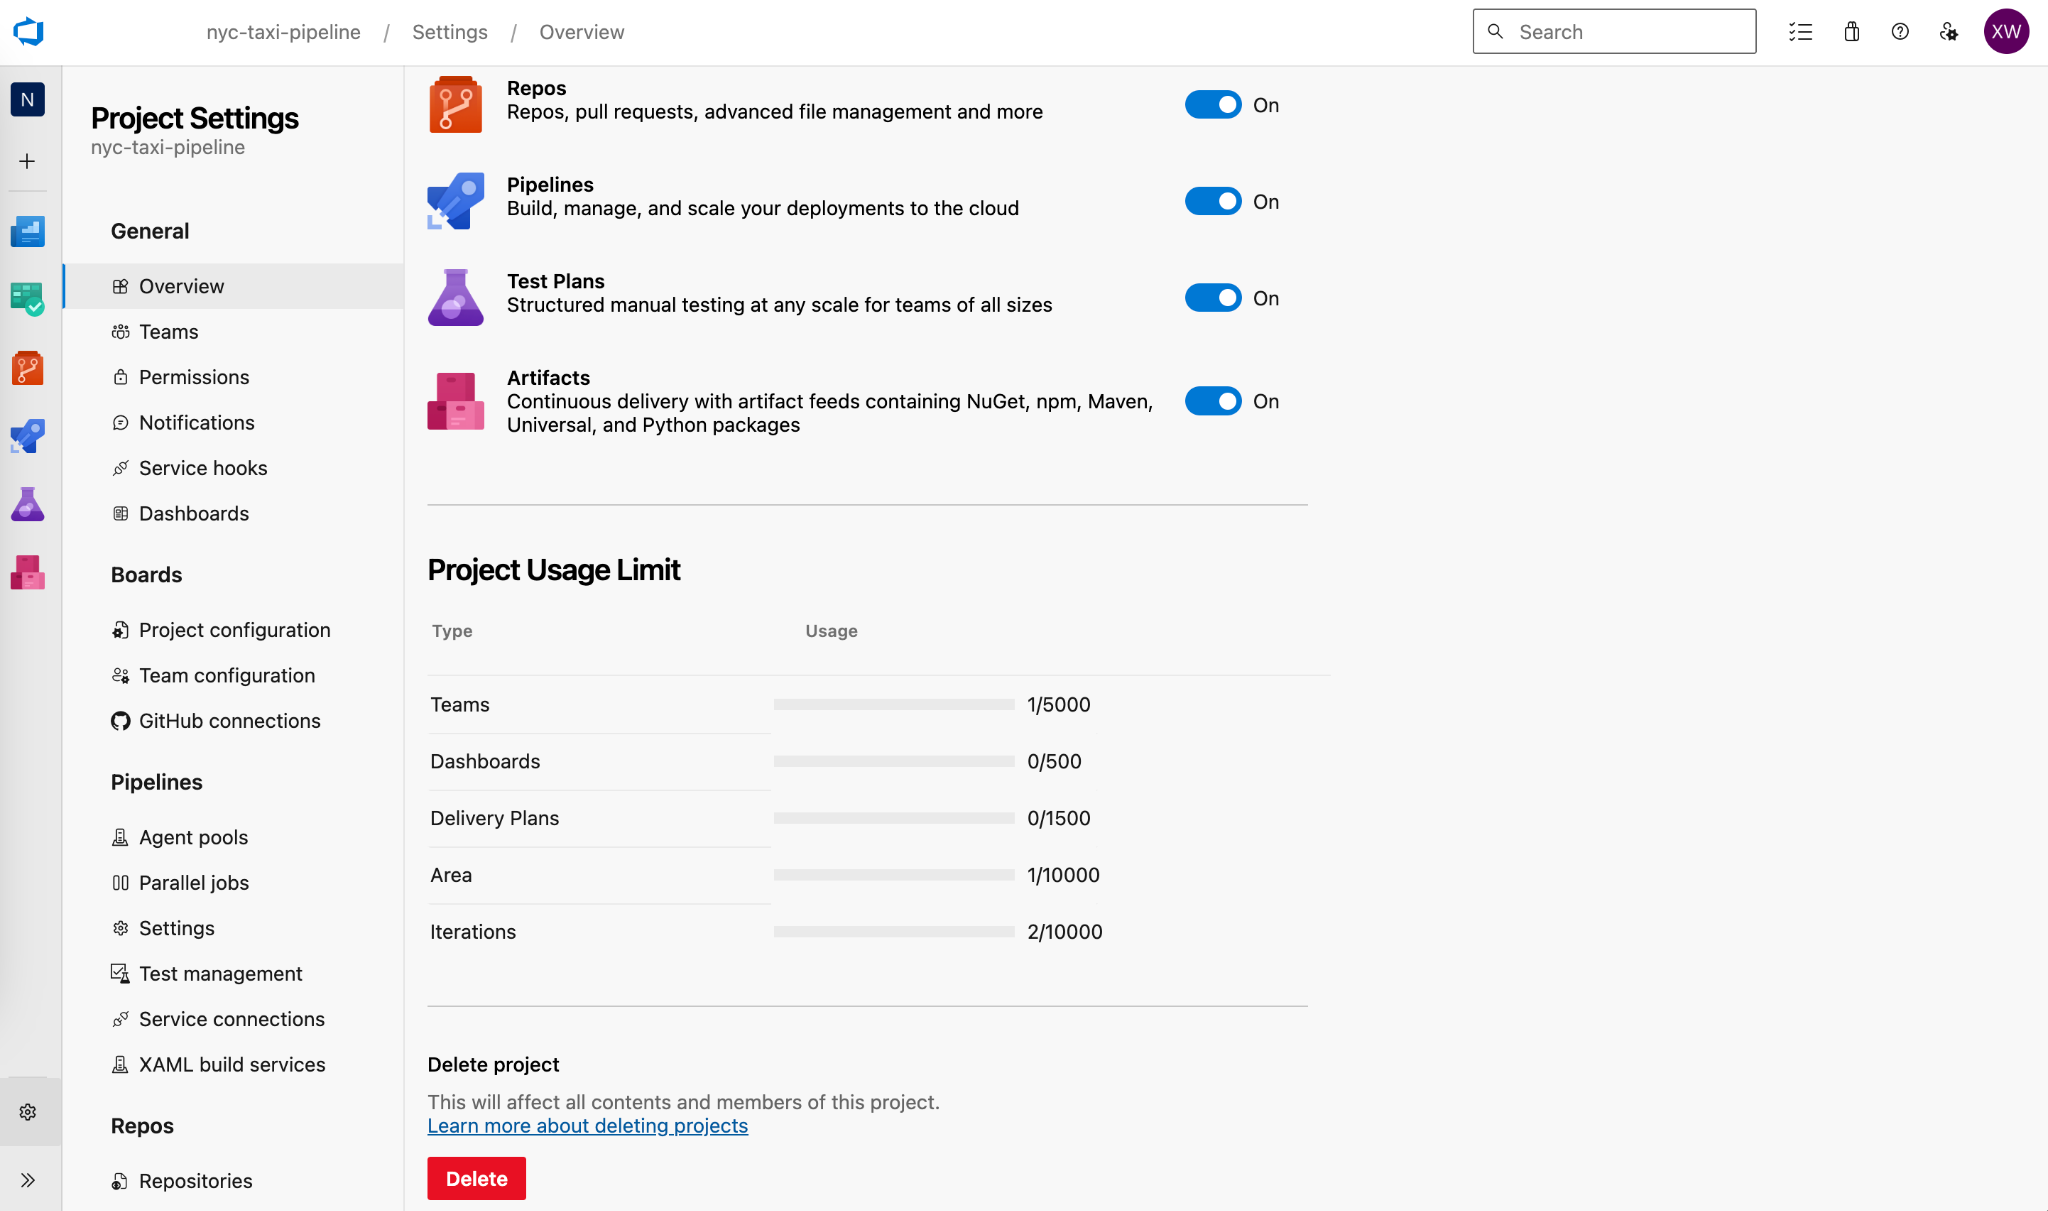 nyc-taxi-pipeline / Settings / Overview
Search
XW
N
Project Settings
nyc-taxi-pipeline
General
Overview
Teams
Permissions
Notifications
Service hooks
Dashboards
Boards
Project configuration
Team configuration
GitHub connections
Pipelines
Agent pools
Parallel jobs
Settings
Test management
Service connections
XAML build services
Repos
Repositories
Repos
Repos, pull requests, advanced file management and more
On
Pipelines
Build, manage, and scale your deployments to the cloud
On
Test Plans
Structured manual testing at any scale for teams of all sizes
On
Artifacts
Continuous delivery with artifact feeds containing NuGet, npm, Maven,
Universal, and Python packages
On
Project Usage Limit
Type Usage
Teams 1/5000
Dashboards 0/500
Delivery Plans 0/1500
Area 1/10000
Iterations 2/10000
Delete project
This will affect all contents and members of this project.
Learn more about deleting projects
Delete